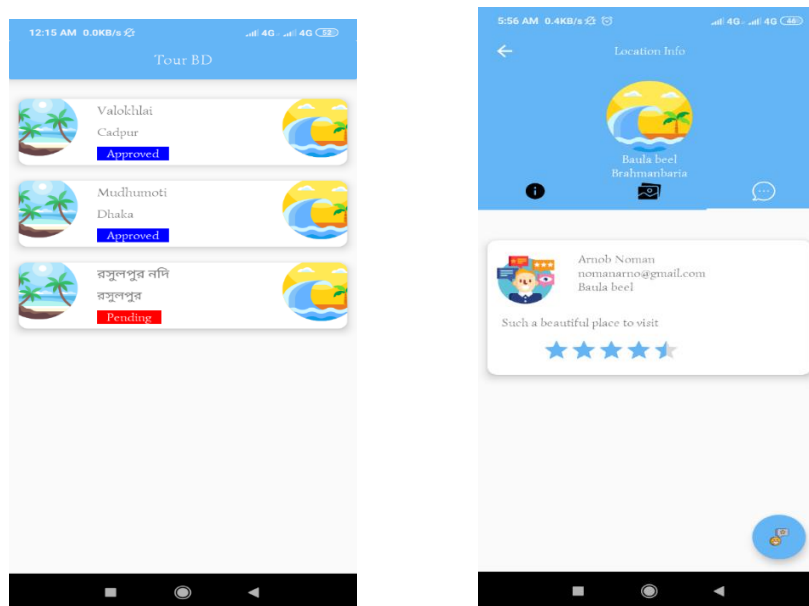 12:15 AM 0.0KB/s
4G 4G 52
Tour BD
Valokhlai
Cadpur
Approved
Mudhumoti
Dhaka
Approved
রসুলপুর নদি
রসুলপুর
Pending
5:56 AM 0.4KB/s
4G 4G
Location Info
Baula beel
Brahmanbaria
Arnob Noman
nomanarno@gmail.com
Baula beel
Such a beautiful place to visit